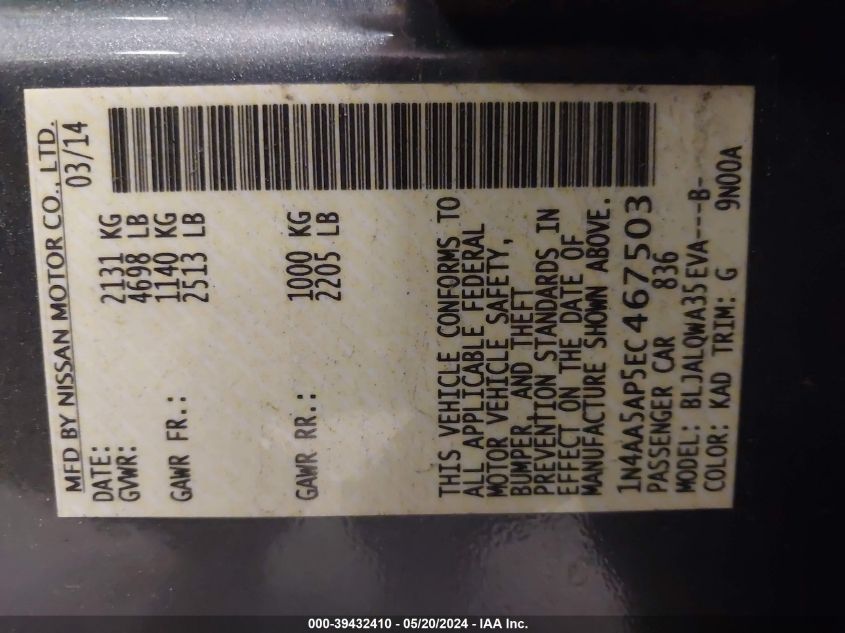 MFD BY NISSAN MOTOR CO., LTD.
DATE: 03/14
GVWR: 2131 KG
4698 LB
GAWR FR.: 1140 KG
2513 LB
GAWR RR.: 1000 KG
2205 LB
THIS VEHICLE CONFORMS TO
ALL APPLICABLE FEDERAL
MOTOR VEHICLE SAFETY,
BUMPER, AND THEFT
PREVENTION STANDARDS IN
EFFECT ON THE DATE OF
MANUFACTURE SHOWN ABOVE.
1N4AA5AP5EC467503
PASSENGER CAR 836
MODEL: BLJALQWA35EVA---B-
COLOR: KAD TRIM: G 9N00A
000-39432410 - 05/20/2024 - IAA Inc.